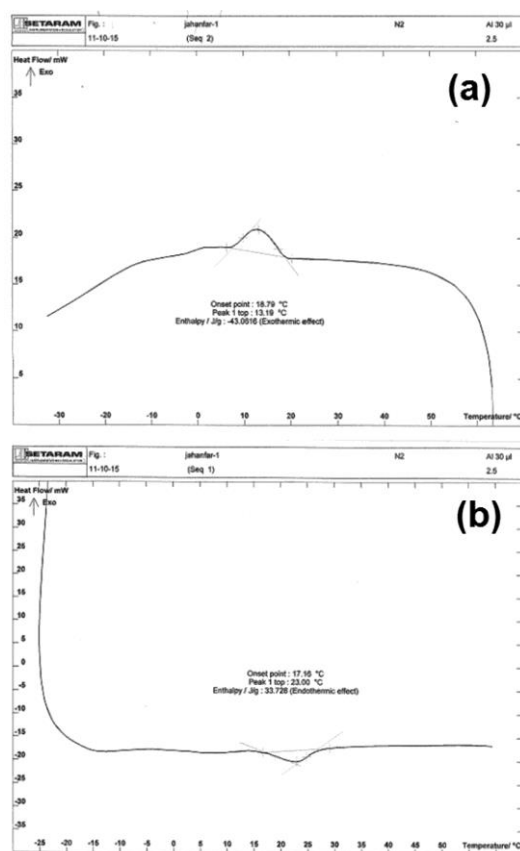 SETARAM Fig. : jahanfar-1 N2 Al 30 µl
11-10-15 (Seq 2) 2.5
Heat Flow/ mW
Exo
(a)
35
30
25
20
15
10
5
Onset point : 18.79 °C
Peak 1 top : 13.19 °C
Enthalpy / J/g : -43.0616 (Exothermic effect)
-30 -20 -10 0 10 20 30 40 50 Temperature/ °C
SETARAM Fig. : jahanfar-1 N2 Al 30 µl
11-10-15 (Seq 1) 2.5
Heat Flow/ mW
Exo
(b)
35
30
25
20
15
10
5
0
-5
-10
-15
-20
-25
-30
-35
Onset point : 17.16 °C
Peak 1 top : 23.00 °C
Enthalpy / J/g : 33.728 (Endothermic effect)
-25 -20 -15 -10 -5 0 5 10 15 20 25 30 35 40 45 50 55 Temperature/ °C